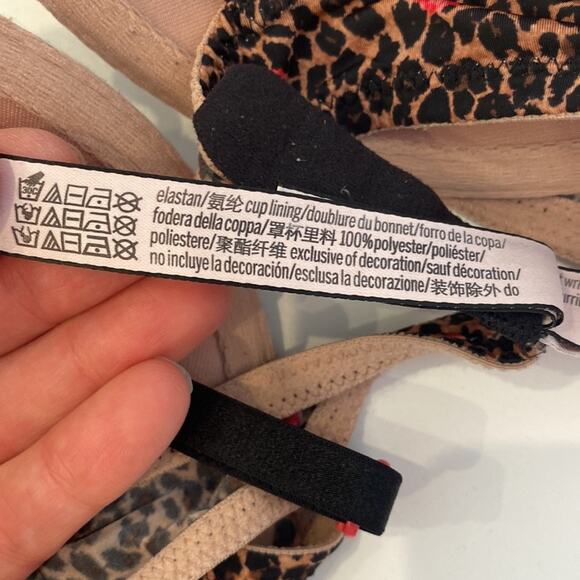 elastan/氨纶 cup lining/doublure du bonnet/forro de la copa/
fodera della coppa/罩杯里料 100%polyester/poliéster/
poliestere/聚酯纤维 exclusive of decoration/sauf décoration/
no incluye la decoración/esclusa la decorazione/装饰除外 do